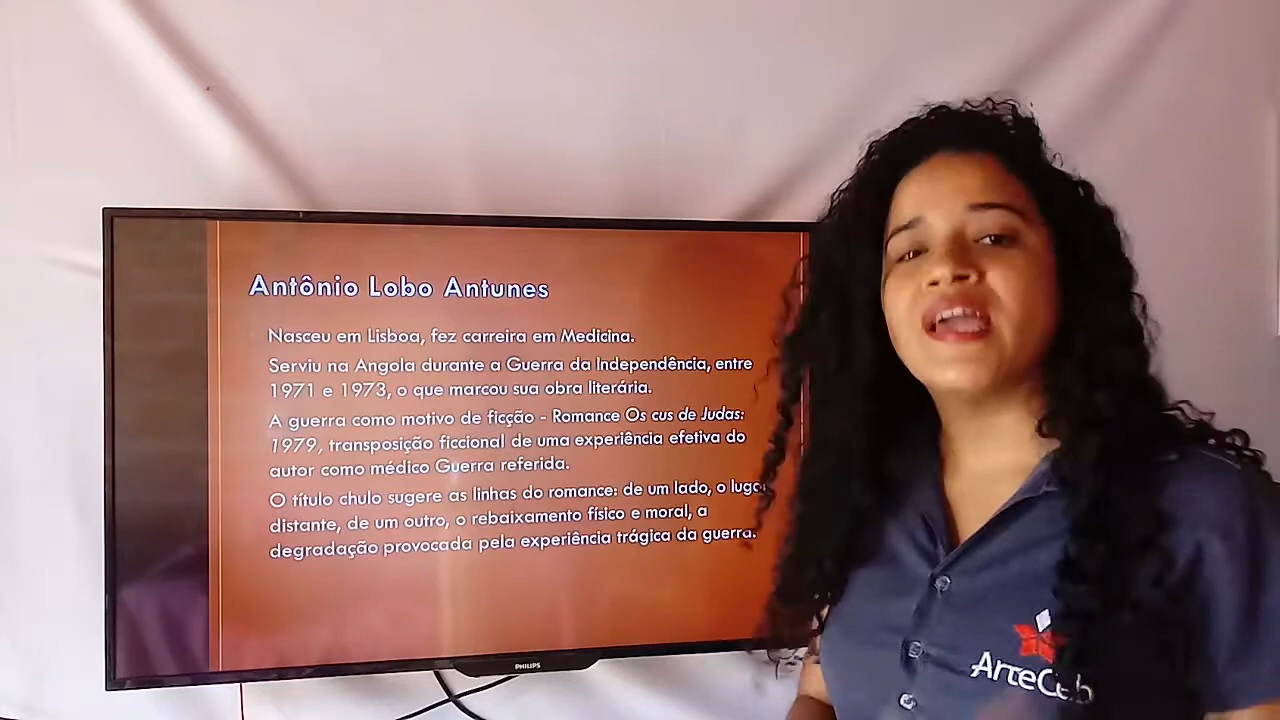 Antônio Lobo Antunes
Nasceu em Lisboa, fez carreira em Medicina.
Serviu na Angola durante a Guerra da Independência, entre
1971 e 1973, o que marcou sua obra literária.
A guerra como motivo de ficção - Romance Os cus de Judas:
1979, transposição ficcional de uma experiência efetiva do
autor como médico Guerra referida.
O título chulo sugere as linhas do romance: de um lado, o
distante, de um outro, o rebaixamento físico e moral, a
degradação provocada pela experiência trágica da guerra.
PHILIPS